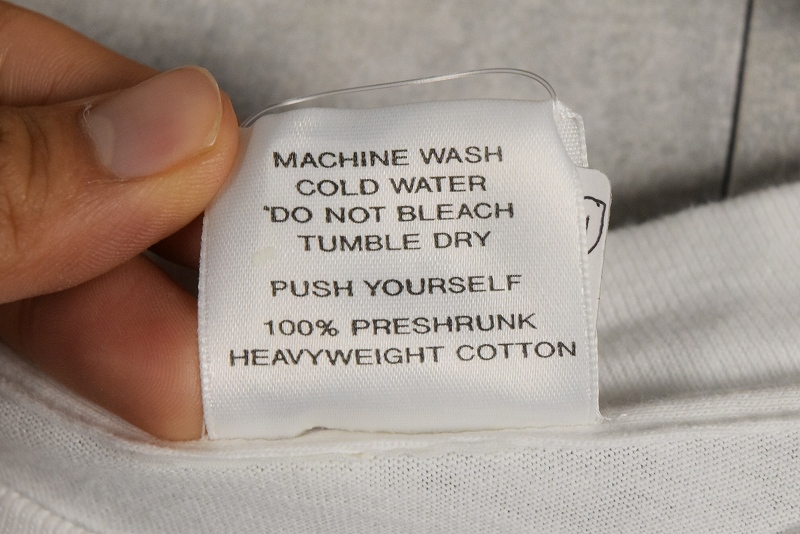 MACHINE WASH
COLD WATER
DO NOT BLEACH
TUMBLE DRY
PUSH YOURSELF
100% PRESHRUNK
HEAVYWEIGHT COTTON